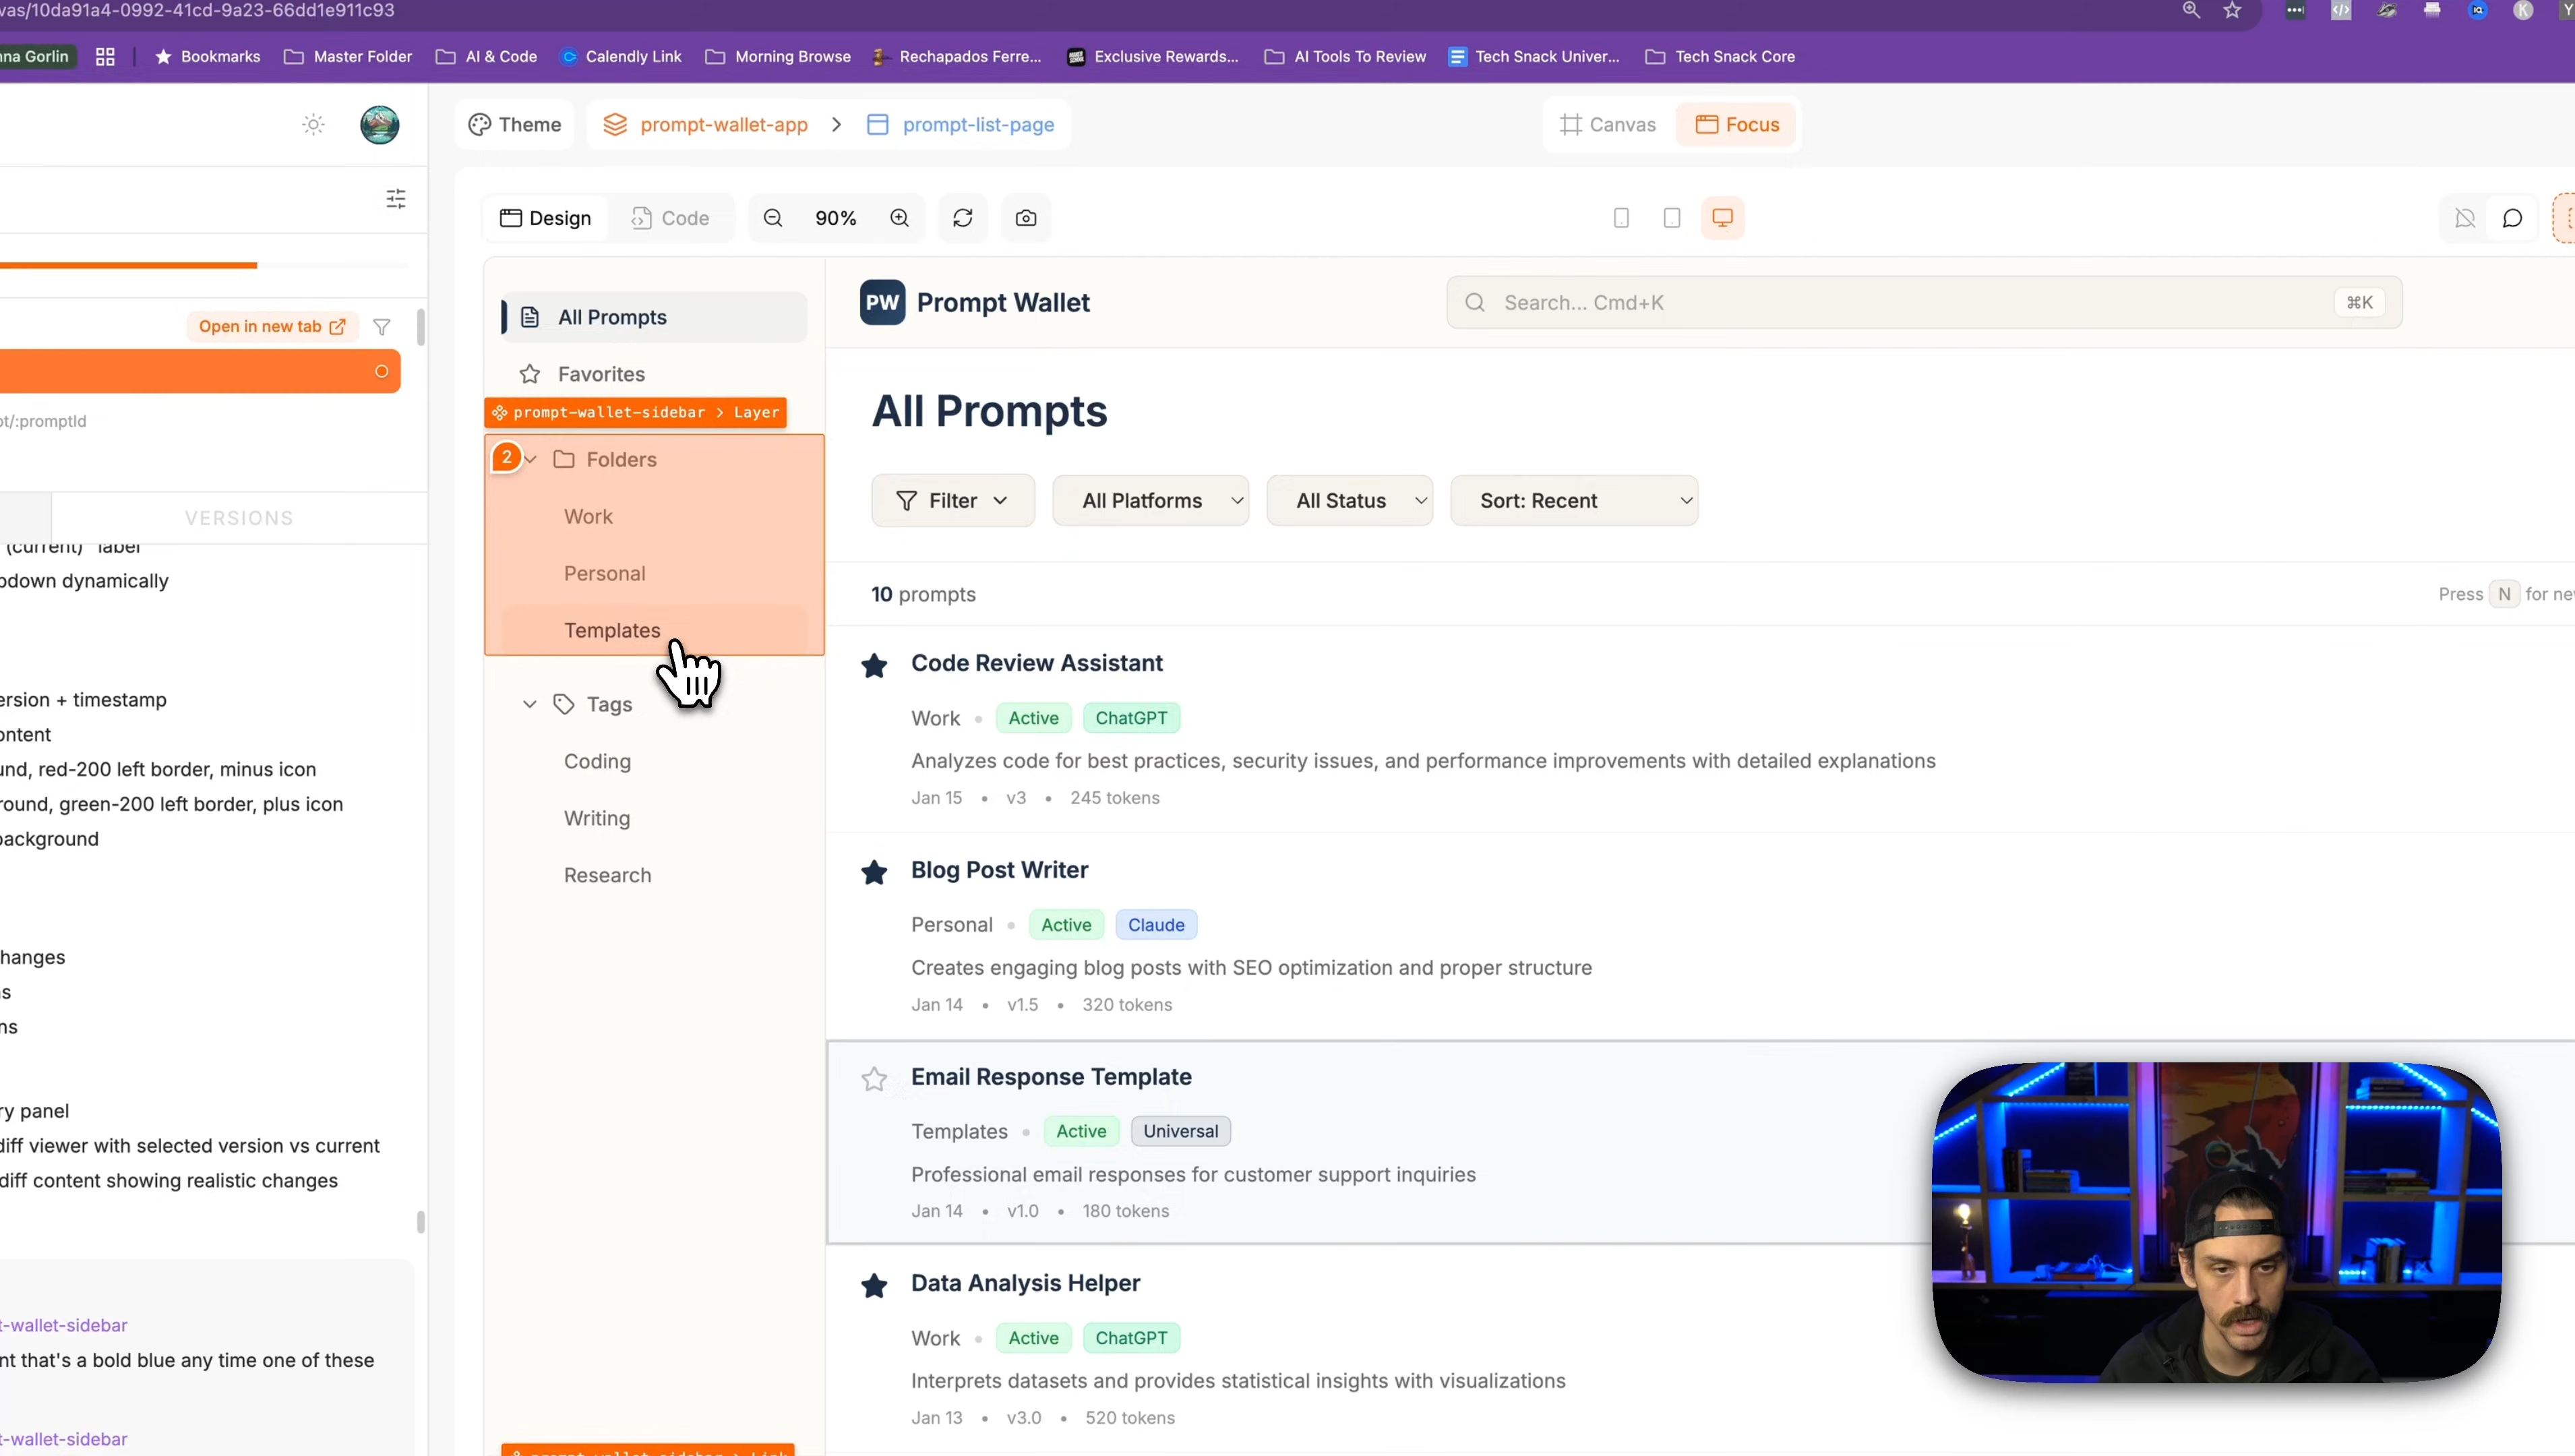 vas/10da91a4-0992-41cd-9a23-66dd1e911c93
nna Gorlin
Bookmarks
Master Folder
AI & Code
Calendly Link
Morning Browse
Rechapados Ferre...
Exclusive Rewards...
AI Tools To Review
Tech Snack Univer...
Tech Snack Core
Theme
prompt-wallet-app
prompt-list-page
Canvas
Focus
Design
Code
90%
Open in new tab
pt/:promptId
VERSIONS
(current)" label
pdown dynamically
ersion + timestamp
ontent
und, red-200 left border, minus icon
round, green-200 left border, plus icon
background
hanges
s
ns
ry panel
diff viewer with selected version vs current
diff content showing realistic changes
t-wallet-sidebar
nt that's a bold blue any time one of these
t-wallet-sidebar
All Prompts
Favorites
prompt-wallet-sidebar > Layer
2
Folders
Work
Personal
Templates
Tags
Coding
Writing
Research
prompt-wallet-sidebar > Link
PW Prompt Wallet
Search... Cmd+K
⌘K
All Prompts
Filter
All Platforms
All Status
Sort: Recent
10 prompts
Press N for ne
Code Review Assistant
Work • Active ChatGPT
Analyzes code for best practices, security issues, and performance improvements with detailed explanations
Jan 15 • v3 • 245 tokens
Blog Post Writer
Personal • Active Claude
Creates engaging blog posts with SEO optimization and proper structure
Jan 14 • v1.5 • 320 tokens
Email Response Template
Templates • Active Universal
Professional email responses for customer support inquiries
Jan 14 • v1.0 • 180 tokens
Data Analysis Helper
Work • Active ChatGPT
Interprets datasets and provides statistical insights with visualizations
Jan 13 • v3.0 • 520 tokens